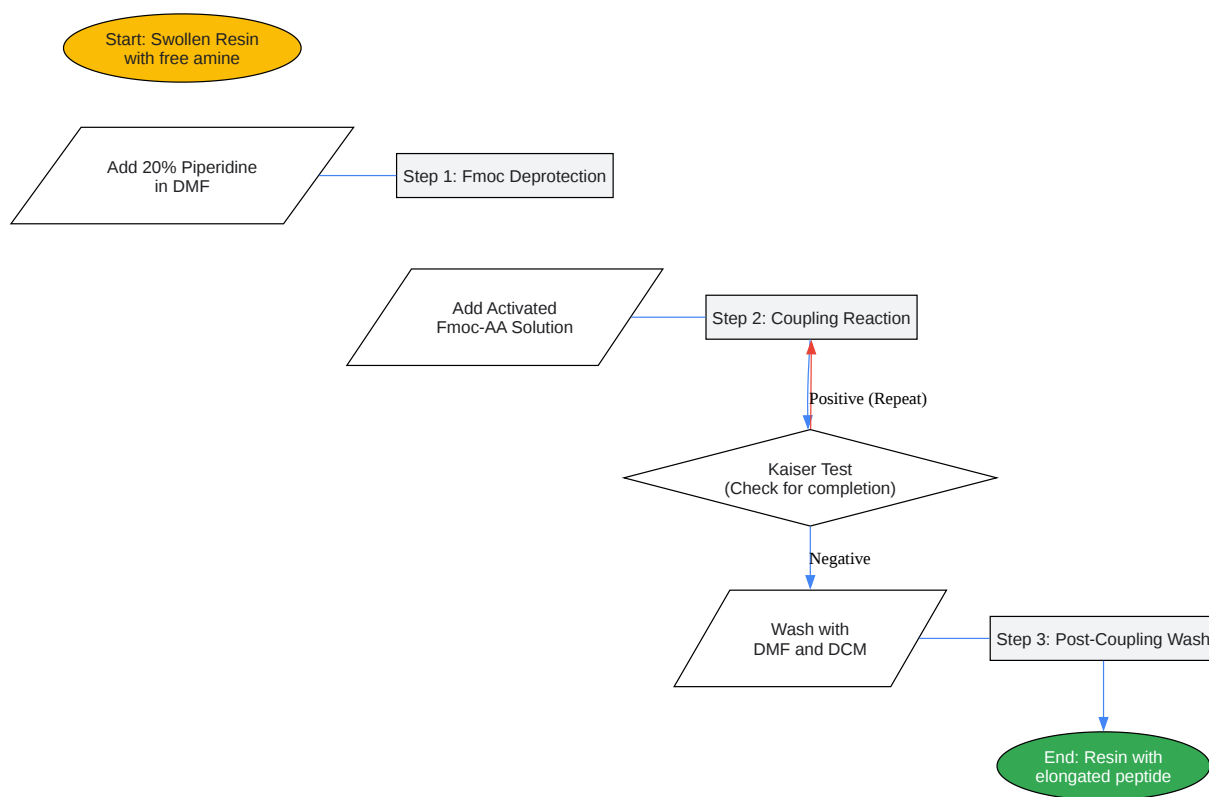 Start: Swollen Resin
with free amine
Add 20% Piperidine
in DMF
Step 1: Fmoc Deprotection
Add Activated
Fmoc-AA Solution
Step 2: Coupling Reaction
Positive (Repeat)
Kaiser Test
(Check for completion)
Negative
Wash with
DMF and DCM
Step 3: Post-Coupling Wash
End: Resin with
elongated peptide